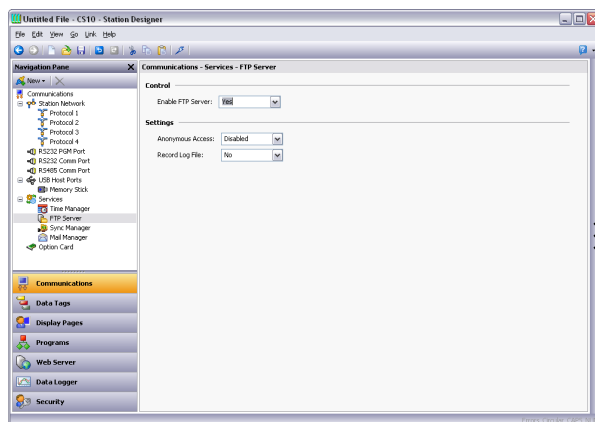 Untitled File - CS10 - Station Designer
File Edit View Go Link Help
Navigation Pane
Communications - Services - FTP Server
New
Communications
Station Network
Protocol 1
Protocol 2
Protocol 3
Protocol 4
RS232 PGM Port
RS232 Comm Port
RS485 Comm Port
USB Host Ports
Memory Stick
Services
Time Manager
FTP Server
Sync Manager
Mail Manager
Option Card
Control
Enable FTP Server: Yes
Settings
Anonymous Access: Disabled
Record Log File: No
Communications
Data Tags
Display Pages
Programs
Web Server
Data Logger
Security